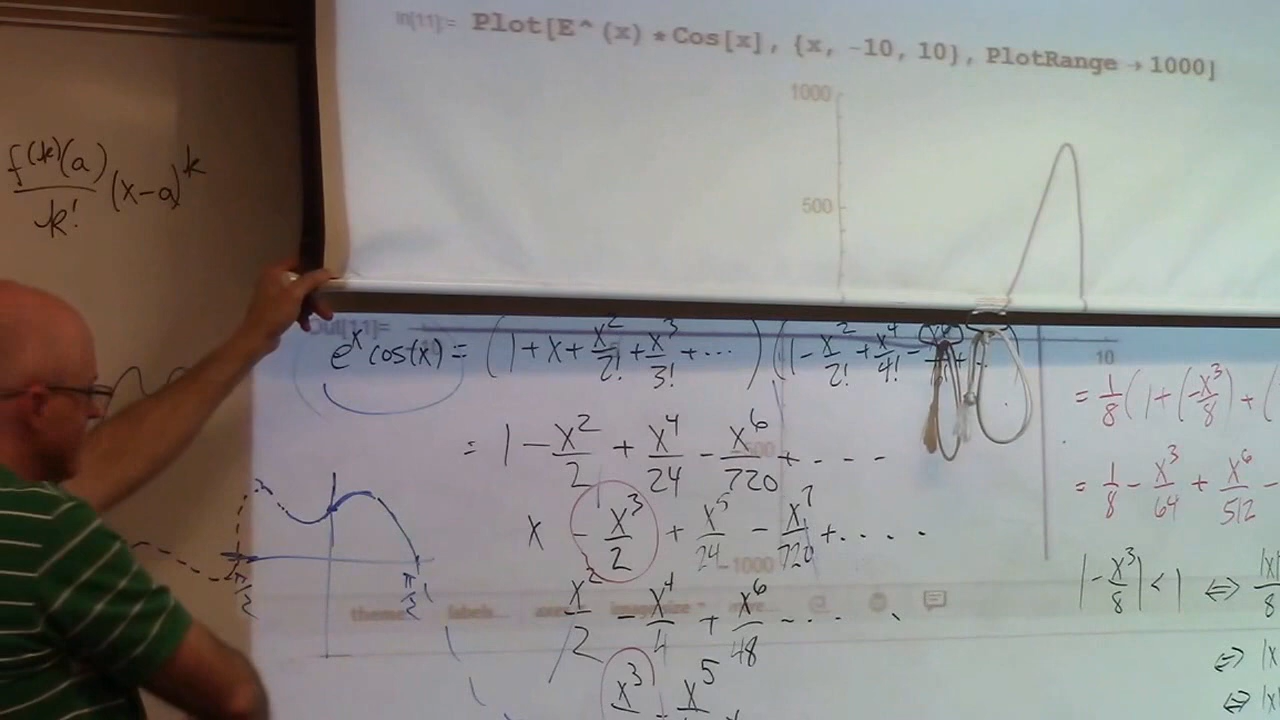 In[11]:= Plot[E^(x)*Cos[x], {x, -10, 10}, PlotRange → 1000]
1000
500
f^(k)(a)/k! (x-a)^k
Out[11]=
10
e^x cos(x) = (1 + x + x^2/2! + x^3/3! + ...)(1 - x^2/2! + x^4/4! -
= 1 - x^2/2 + x^4/24 - x^6/720 + ...
x - x^3/2 + x^5/24 - x^7/720 + ....
-1000
x^2/2 - x^4/4 + x^6/48 - ...
x^3
x^5
π/2
π/2
= 1/8 (1 + (-x^3/8) + (
= 1/8 - x^3/64 + x^6/512 -
|-x^3/8| < 1 ⇔ |x|
8
⇔ |x
⇔ |x